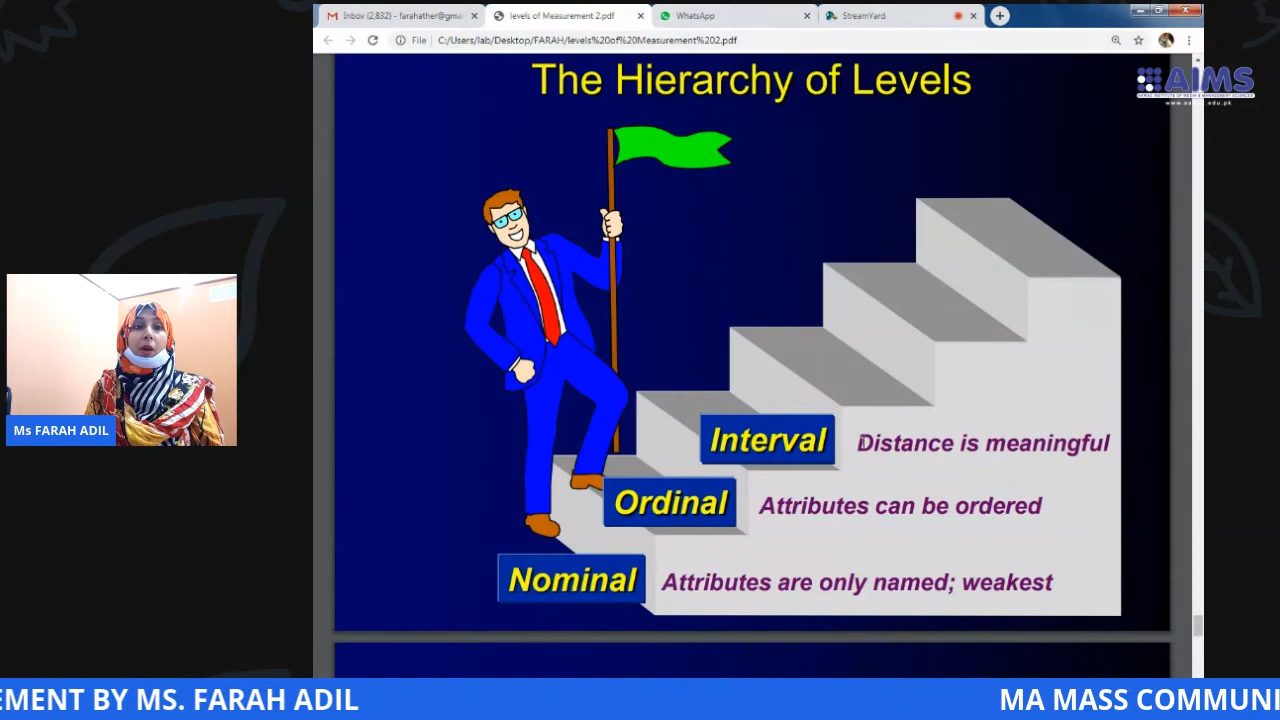 Inbox (2,832) - farahather@gmai
levels of Measurement 2.pdf
WhatsApp
StreamYard
File
C:/Users/lab/Desktop/FARAH/levels%20of%20Measurement%202.pdf
The Hierarchy of Levels
AIMS
Interval
Distance is meaningful
Ordinal
Attributes can be ordered
Nominal
Attributes are only named; weakest
Ms FARAH ADIL
EMENT BY MS. FARAH ADIL
MA MASS COMMUNI